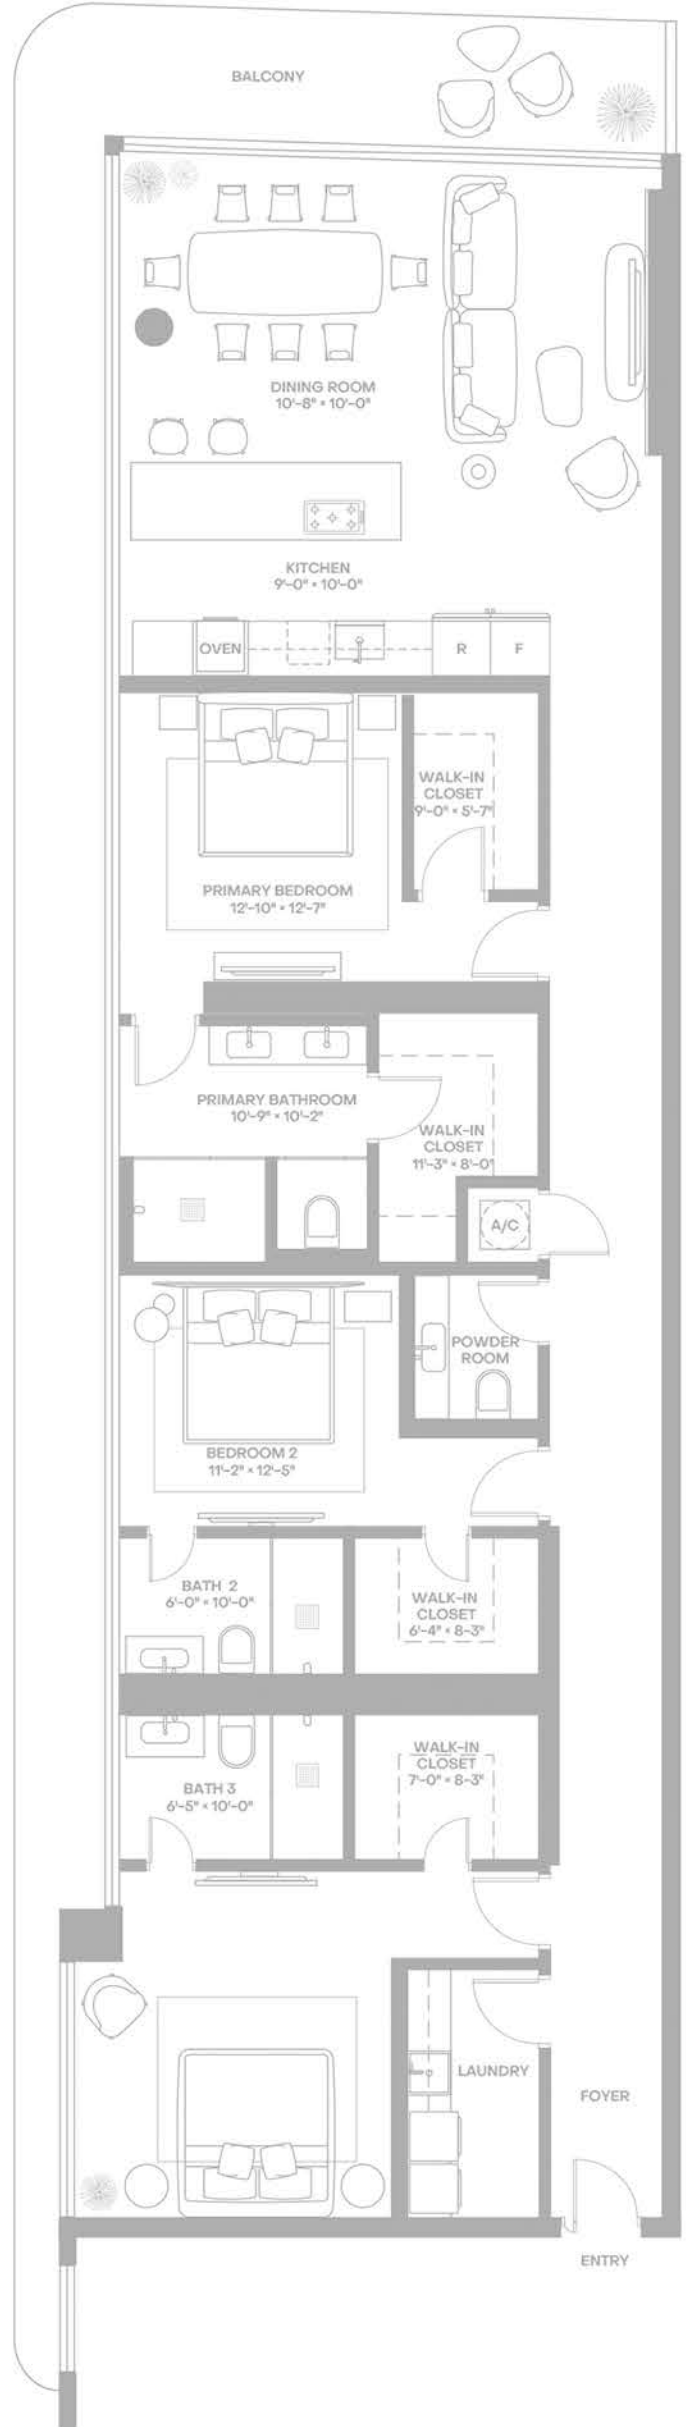 BALCONY
DINING ROOM
10'-8" × 10'-0"
KITCHEN
9'-0" × 10'-0"
OVEN
R
F
WALK-IN
CLOSET
9'-0" × 5'-7"
PRIMARY BEDROOM
12'-10" × 12'-7"
PRIMARY BATHROOM
10'-9" × 10'-2"
WALK-IN
CLOSET
11'-3" × 8'-0"
A/C
POWDER
ROOM
BEDROOM 2
11'-2" × 12'-5"
BATH 2
6'-0" × 10'-0"
WALK-IN
CLOSET
6'-4" × 8-3"
WALK-IN
CLOSET
7'-0" × 8-3"
BATH 3
6'-5" × 10'-0"
LAUNDRY
FOYER
ENTRY